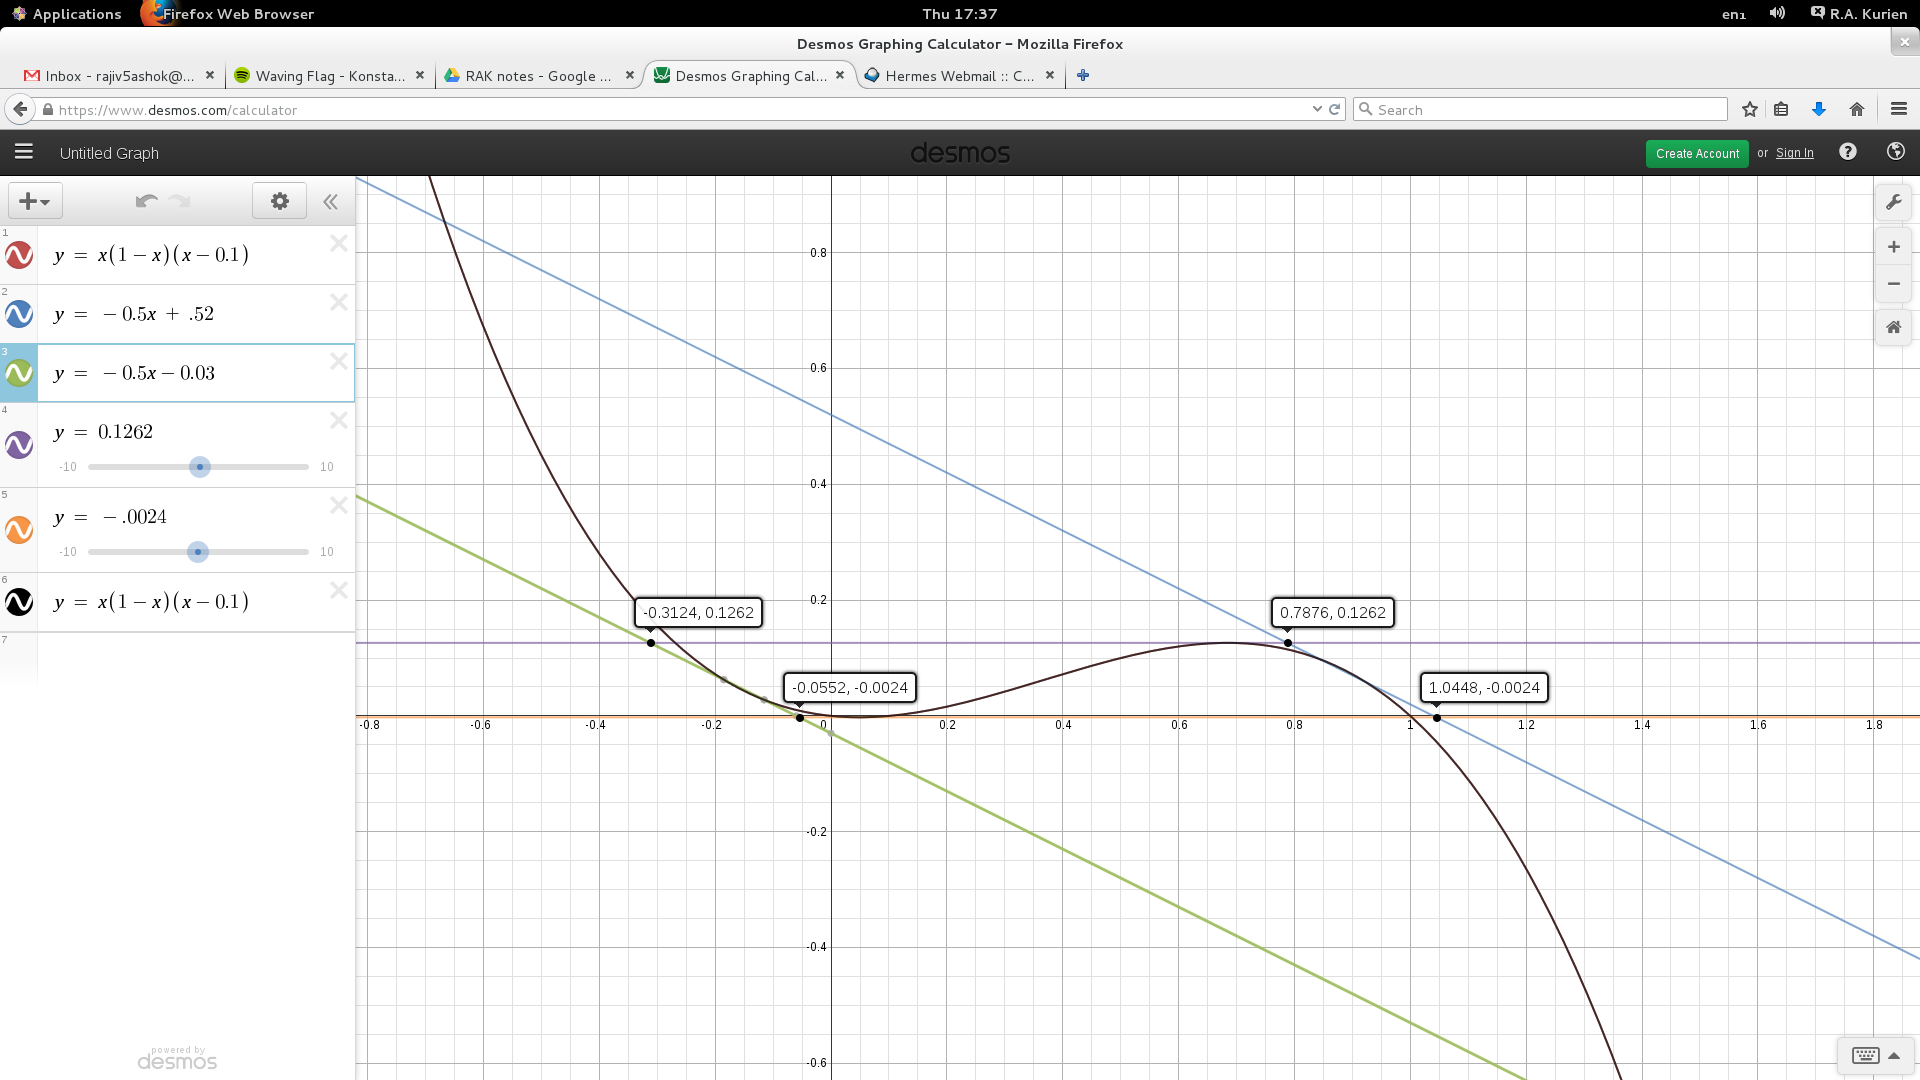 Applications Firefox Web Browser Thu 17:37 en1 R.A. Kurien
Desmos Graphing Calculator – Mozilla Firefox
Inbox - rajiv5ashok@... Waving Flag - Konsta... RAK notes - Google ... Desmos Graphing Cal... Hermes Webmail :: C...
https://www.desmos.com/calculator Search
Untitled Graph desmos Create Account or Sign In
1 y = x(1 − x)(x − 0.1)
2 y = − 0.5x + .52
3 y = − 0.5x − 0.03
4 y = 0.1262
-10 10
5 y = − .0024
-10 10
6 y = x(1 − x)(x − 0.1)
7
powered by
desmos
0.8
0.6
0.4
0.2
-0.3124, 0.1262 0.7876, 0.1262
-0.0552, -0.0024 1.0448, -0.0024
-0.8 -0.6 -0.4 -0.2 0 0.2 0.4 0.6 0.8 1 1.2 1.4 1.6 1.8
-0.2
-0.4
-0.6